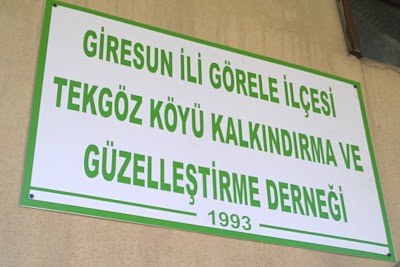 GİRESUN İLİ GÖRELE İLÇESİ
TEKGÖZ KÖYÜ KALKINDIRMA VE
GÜZELLEŞTİRME DERNEĞİ
1993